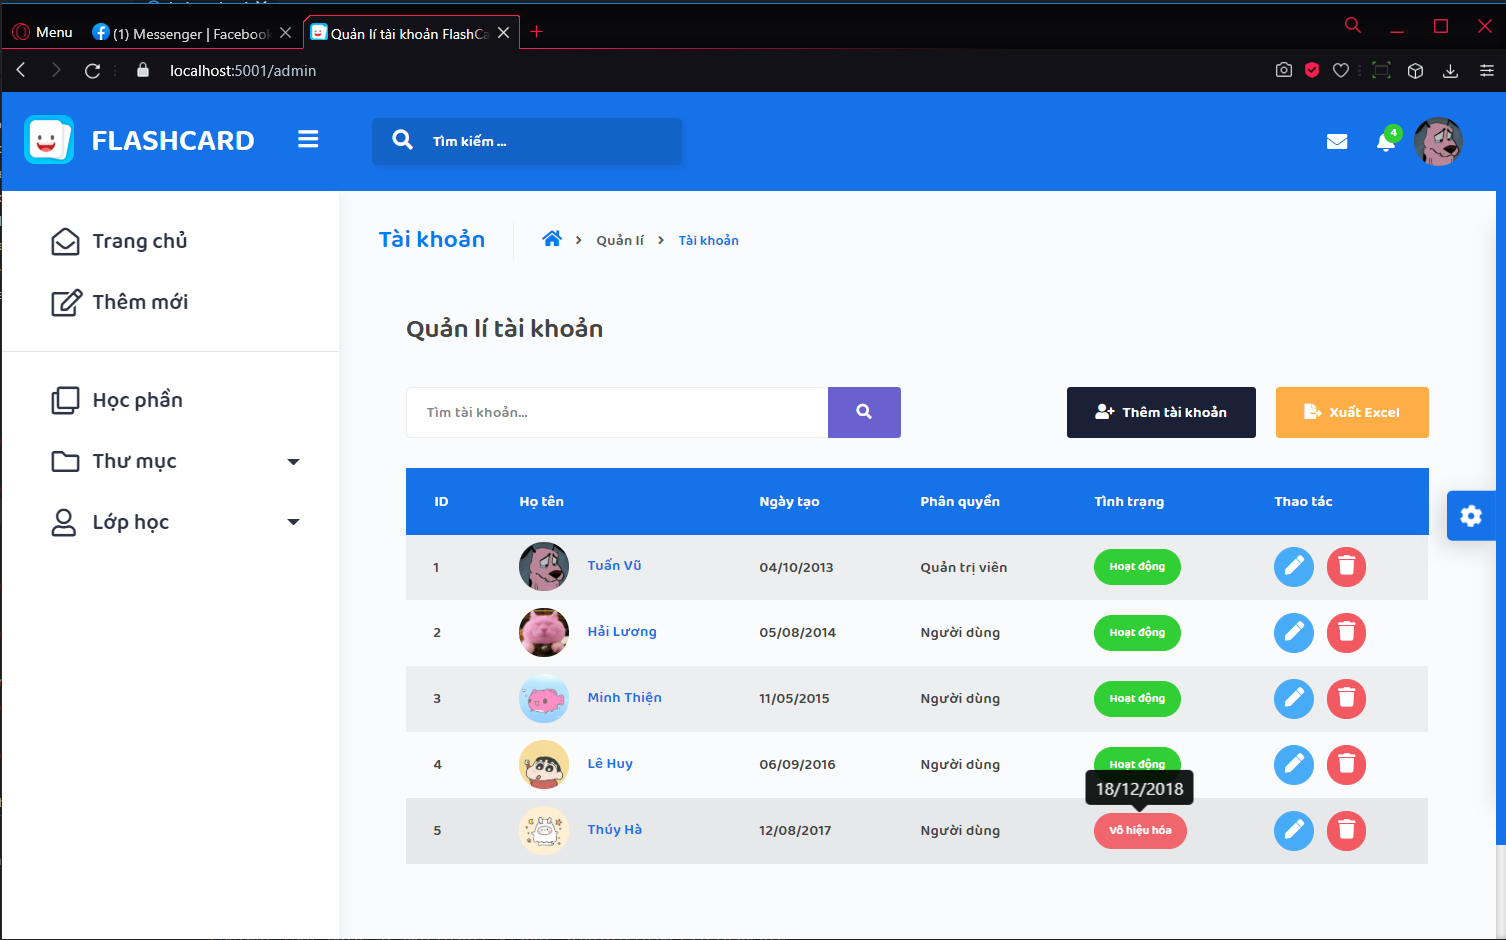 Menu
(1) Messenger | Facebook
Quản lí tài khoản FlashCa
localhost:5001/admin
FLASHCARD
Tìm kiếm ...
4
Trang chủ
Thêm mới
Học phần
Thư mục
Lớp học
Tài khoản
Quản lí
Tài khoản
Quản lí tài khoản
Tìm tài khoản...
Thêm tài khoản
Xuất Excel
ID Họ tên Ngày tạo Phân quyền Tình trạng Thao tác
1 Tuấn Vũ 04/10/2013 Quản trị viên Hoạt động
2 Hải Lương 05/08/2014 Người dùng Hoạt động
3 Minh Thiện 11/05/2015 Người dùng Hoạt động
4 Lê Huy 06/09/2016 Người dùng Hoạt động
18/12/2018
5 Thúy Hà 12/08/2017 Người dùng Vô hiệu hóa